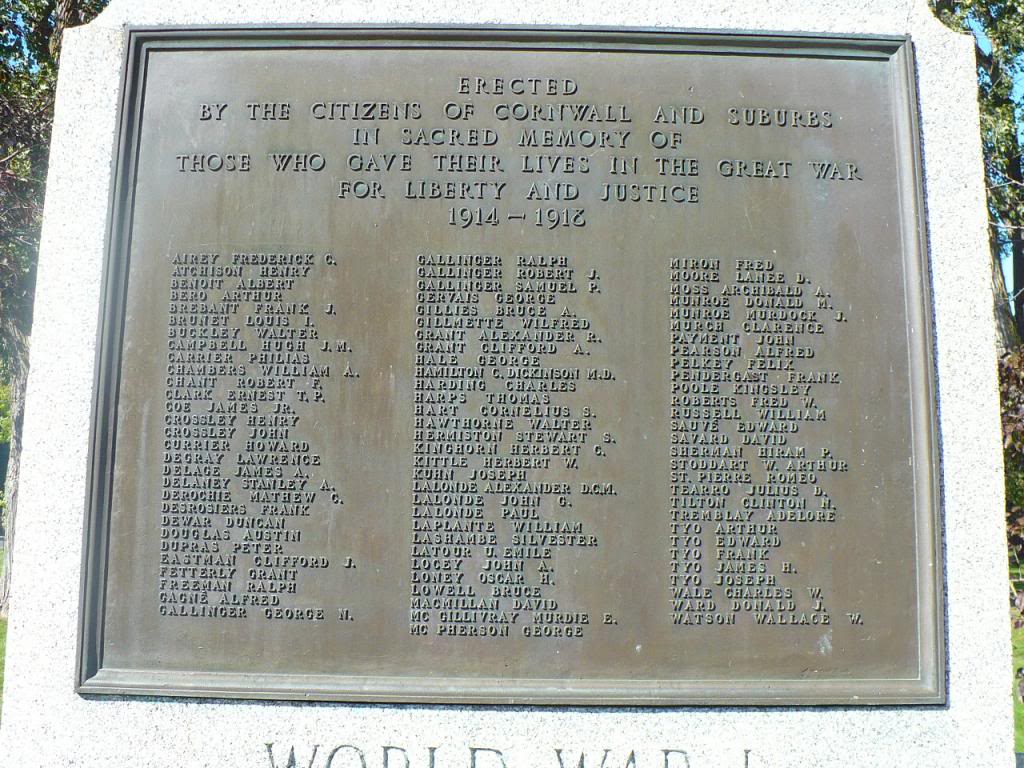 ERECTED
BY THE CITIZENS OF CORNWALL AND SUBURBS
IN SACRED MEMORY OF
THOSE WHO GAVE THEIR LIVES IN THE GREAT WAR
FOR LIBERTY AND JUSTICE
1914 - 1918
AIREY FREDERICK C.
ATCHISON HENRY
BENOIT ALBERT
BERO ARTHUR
BREBANT FRANK J.
BRUNET LOUIS J.
BUCKLEY WALTER
CAMPBELL HUGH J.M.
CARRIER PHILIAS
CHAMBERS WILLIAM A.
CHANT ROBERT F.
CLARK ERNEST T.P.
COE JAMES JR.
CROSSLEY HENRY
CROSSLEY JOHN
CURRIER HOWARD
DEGRAY LAWRENCE
DELAGE JAMES A.
DELANEY STANLEY A.
DEROCHIE MATHEW C.
DESROSIERS FRANK
DEWAR DUNCAN
DOUGLAS AUSTIN
DUPRAS PETER
EASTMAN CLIFFORD J.
FETTERLY GRANT
FREEMAN RALPH
GAGNÉ ALFRED
GALLINGER GEORGE N.
GALLINGER RALPH
GALLINGER ROBERT J.
GALLINGER SAMUEL P.
GERVAIS GEORGE
GILLIES BRUCE A.
GILLMETTE WILFRED
GRANT ALEXANDER R.
GRANT CLIFFORD A.
HALE GEORGE
HAMILTON C. DICKINSON M.D.
HARDING CHARLES
HARPS THOMAS
HART CORNELIUS S.
HAWTHORNE WALTER
HERMISTON STEWART S.
KINGHORN HERBERT C.
KITTLE HERBERT W.
KUHN JOSEPH
LALONDE ALEXANDER D.C.M.
LALONDE JOHN G.
LALONDE PAUL
LAPLANTE WILLIAM
LASHAMBE SILVESTER
LATOUR U. EMILE
LOCEY JOHN A.
LONEY OSCAR H.
LOWELL BRUCE
MACMILLAN DAVID
MC GILLIVRAY MURDIE E.
MC PHERSON GEORGE
MIRON FRED
MOORE LANEE D.
MOSS ARCHIBALD A.
MUNROE DONALD M.
MUNROE MURDOCK J.
MURCH CLARENCE
PAYMENT JOHN
PEARSON ALFRED
PELKEY FELIX
PENDERGAST FRANK
POOLE KINGSLEY
ROBERTS FRED W.
RUSSELL WILLIAM
SAUVÉ EDWARD
SAVARD DAVID
SHERMAN HIRAM P.
STODDART W. ARTHUR
ST. PIERRE ROMEO
TEARRO JULIUS D.
TILTON CLINTON N.
TREMBLAY ADELORE
TYO ARTHUR
TYO EDWARD
TYO FRANK
TYO JAMES H.
TYO JOSEPH
WALE CHARLES W.
WARD DONALD J.
WATSON WALLACE W.
WORLD WAR I